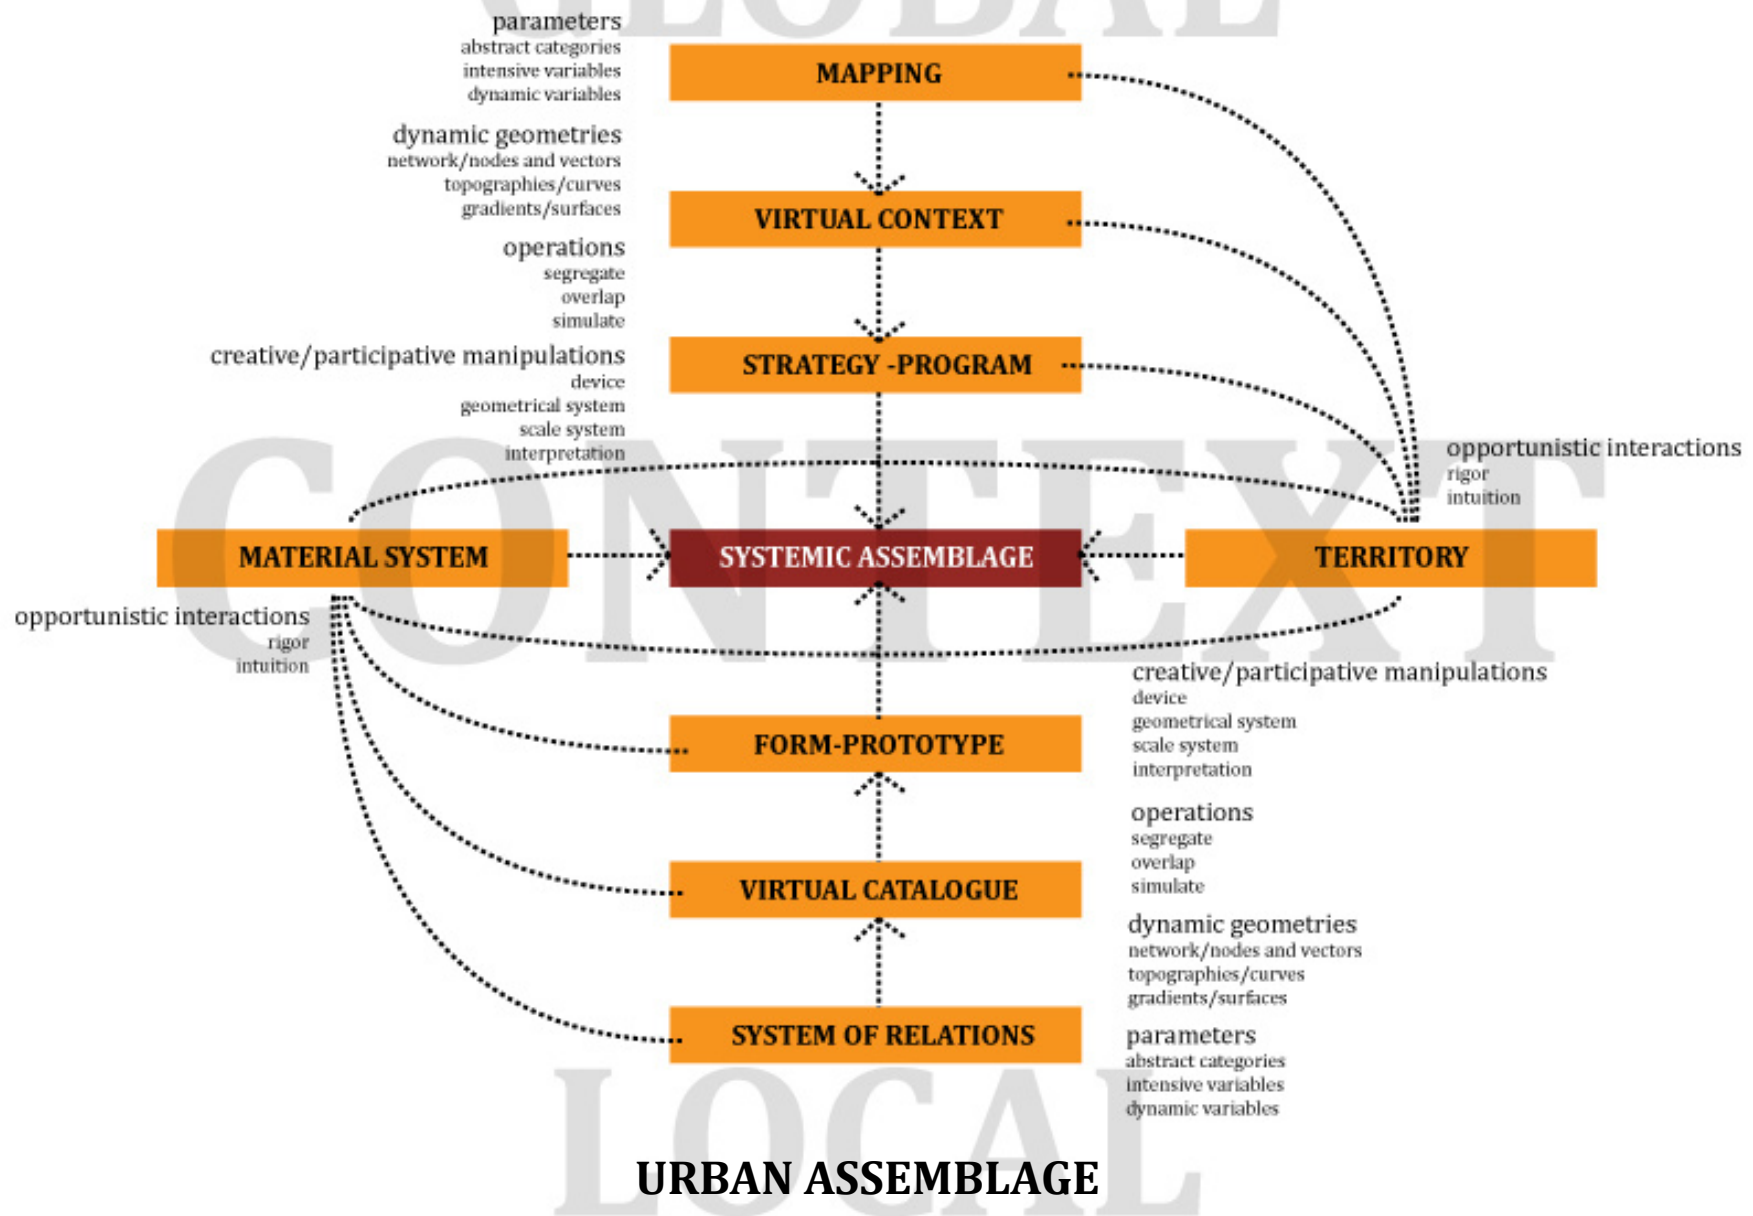 GLOBAL
parameters
abstract categories
intensive variables
dynamic variables
MAPPING
dynamic geometries
network/nodes and vectors
topographies/curves
gradients/surfaces
VIRTUAL CONTEXT
operations
segregate
overlap
simulate
STRATEGY -PROGRAM
creative/participative manipulations
device
geometrical system
scale system
interpretation
CONTEXT
opportunistic interactions
rigor
intuition
MATERIAL SYSTEM
SYSTEMIC ASSEMBLAGE
TERRITORY
opportunistic interactions
rigor
intuition
creative/participative manipulations
device
geometrical system
scale system
interpretation
FORM-PROTOTYPE
operations
segregate
overlap
simulate
VIRTUAL CATALOGUE
dynamic geometries
network/nodes and vectors
topographies/curves
gradients/surfaces
SYSTEM OF RELATIONS
parameters
abstract categories
intensive variables
dynamic variables
LOCAL
URBAN ASSEMBLAGE